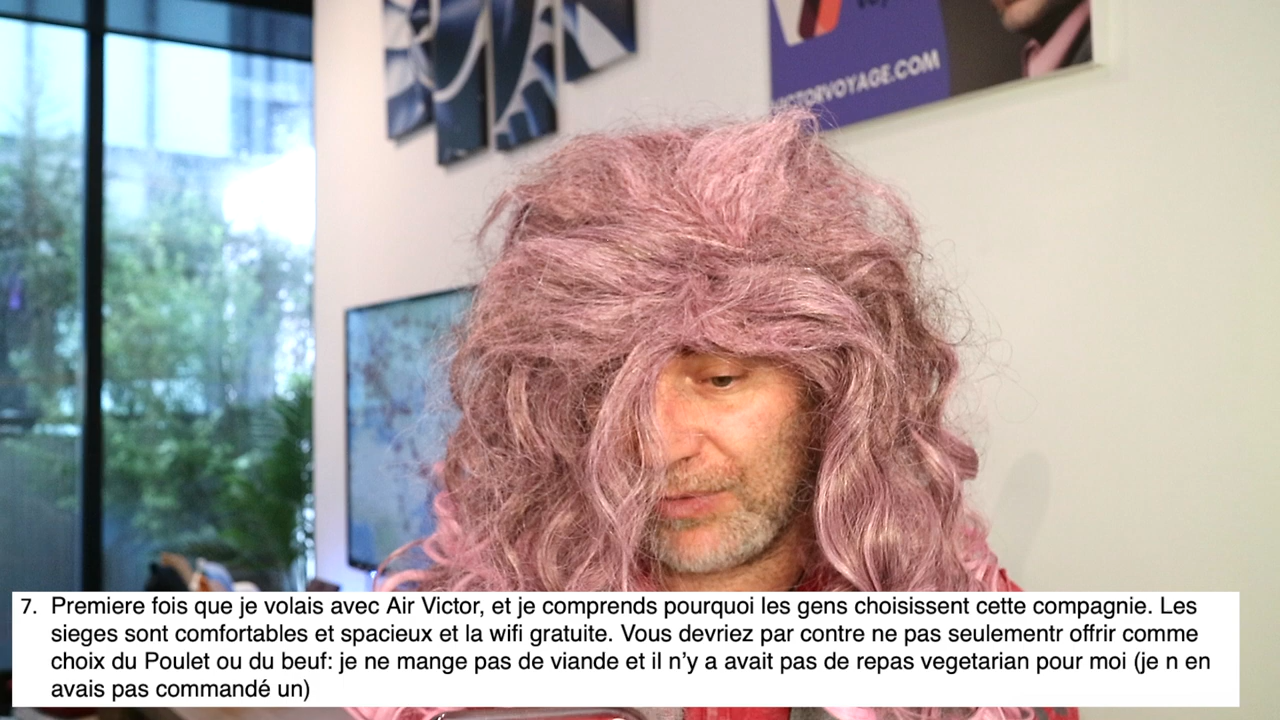 CTORVOYAGE.COM
7. Premiere fois que je volais avec Air Victor, et je comprends pourquoi les gens choisissent cette compagnie. Les
sieges sont comfortables et spacieux et la wifi gratuite. Vous devriez par contre ne pas seulementr offrir comme
choix du Poulet ou du beuf: je ne mange pas de viande et il n’y a avait pas de repas vegetarian pour moi (je n en
avais pas commandé un)